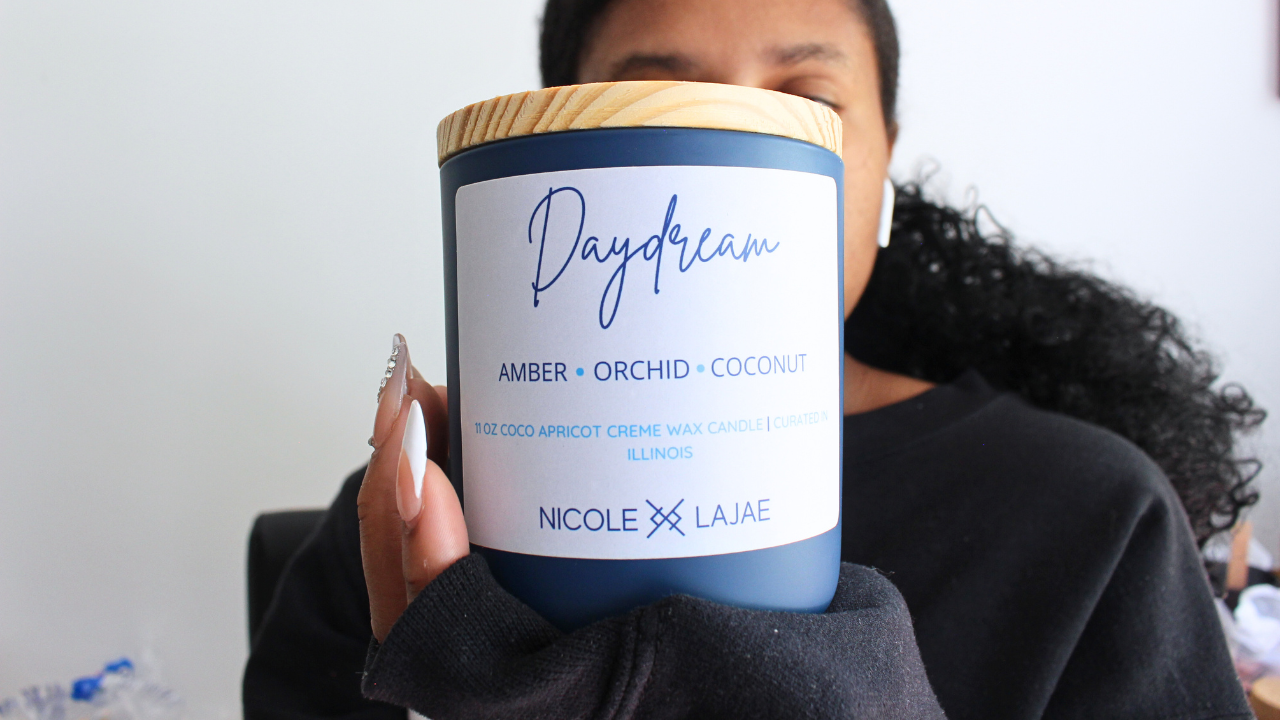 Daydream
AMBER • ORCHID • COCONUT
11 OZ COCO APRICOT CREME WAX CANDLE | CURATED IN
ILLINOIS
NICOLE LAJAE